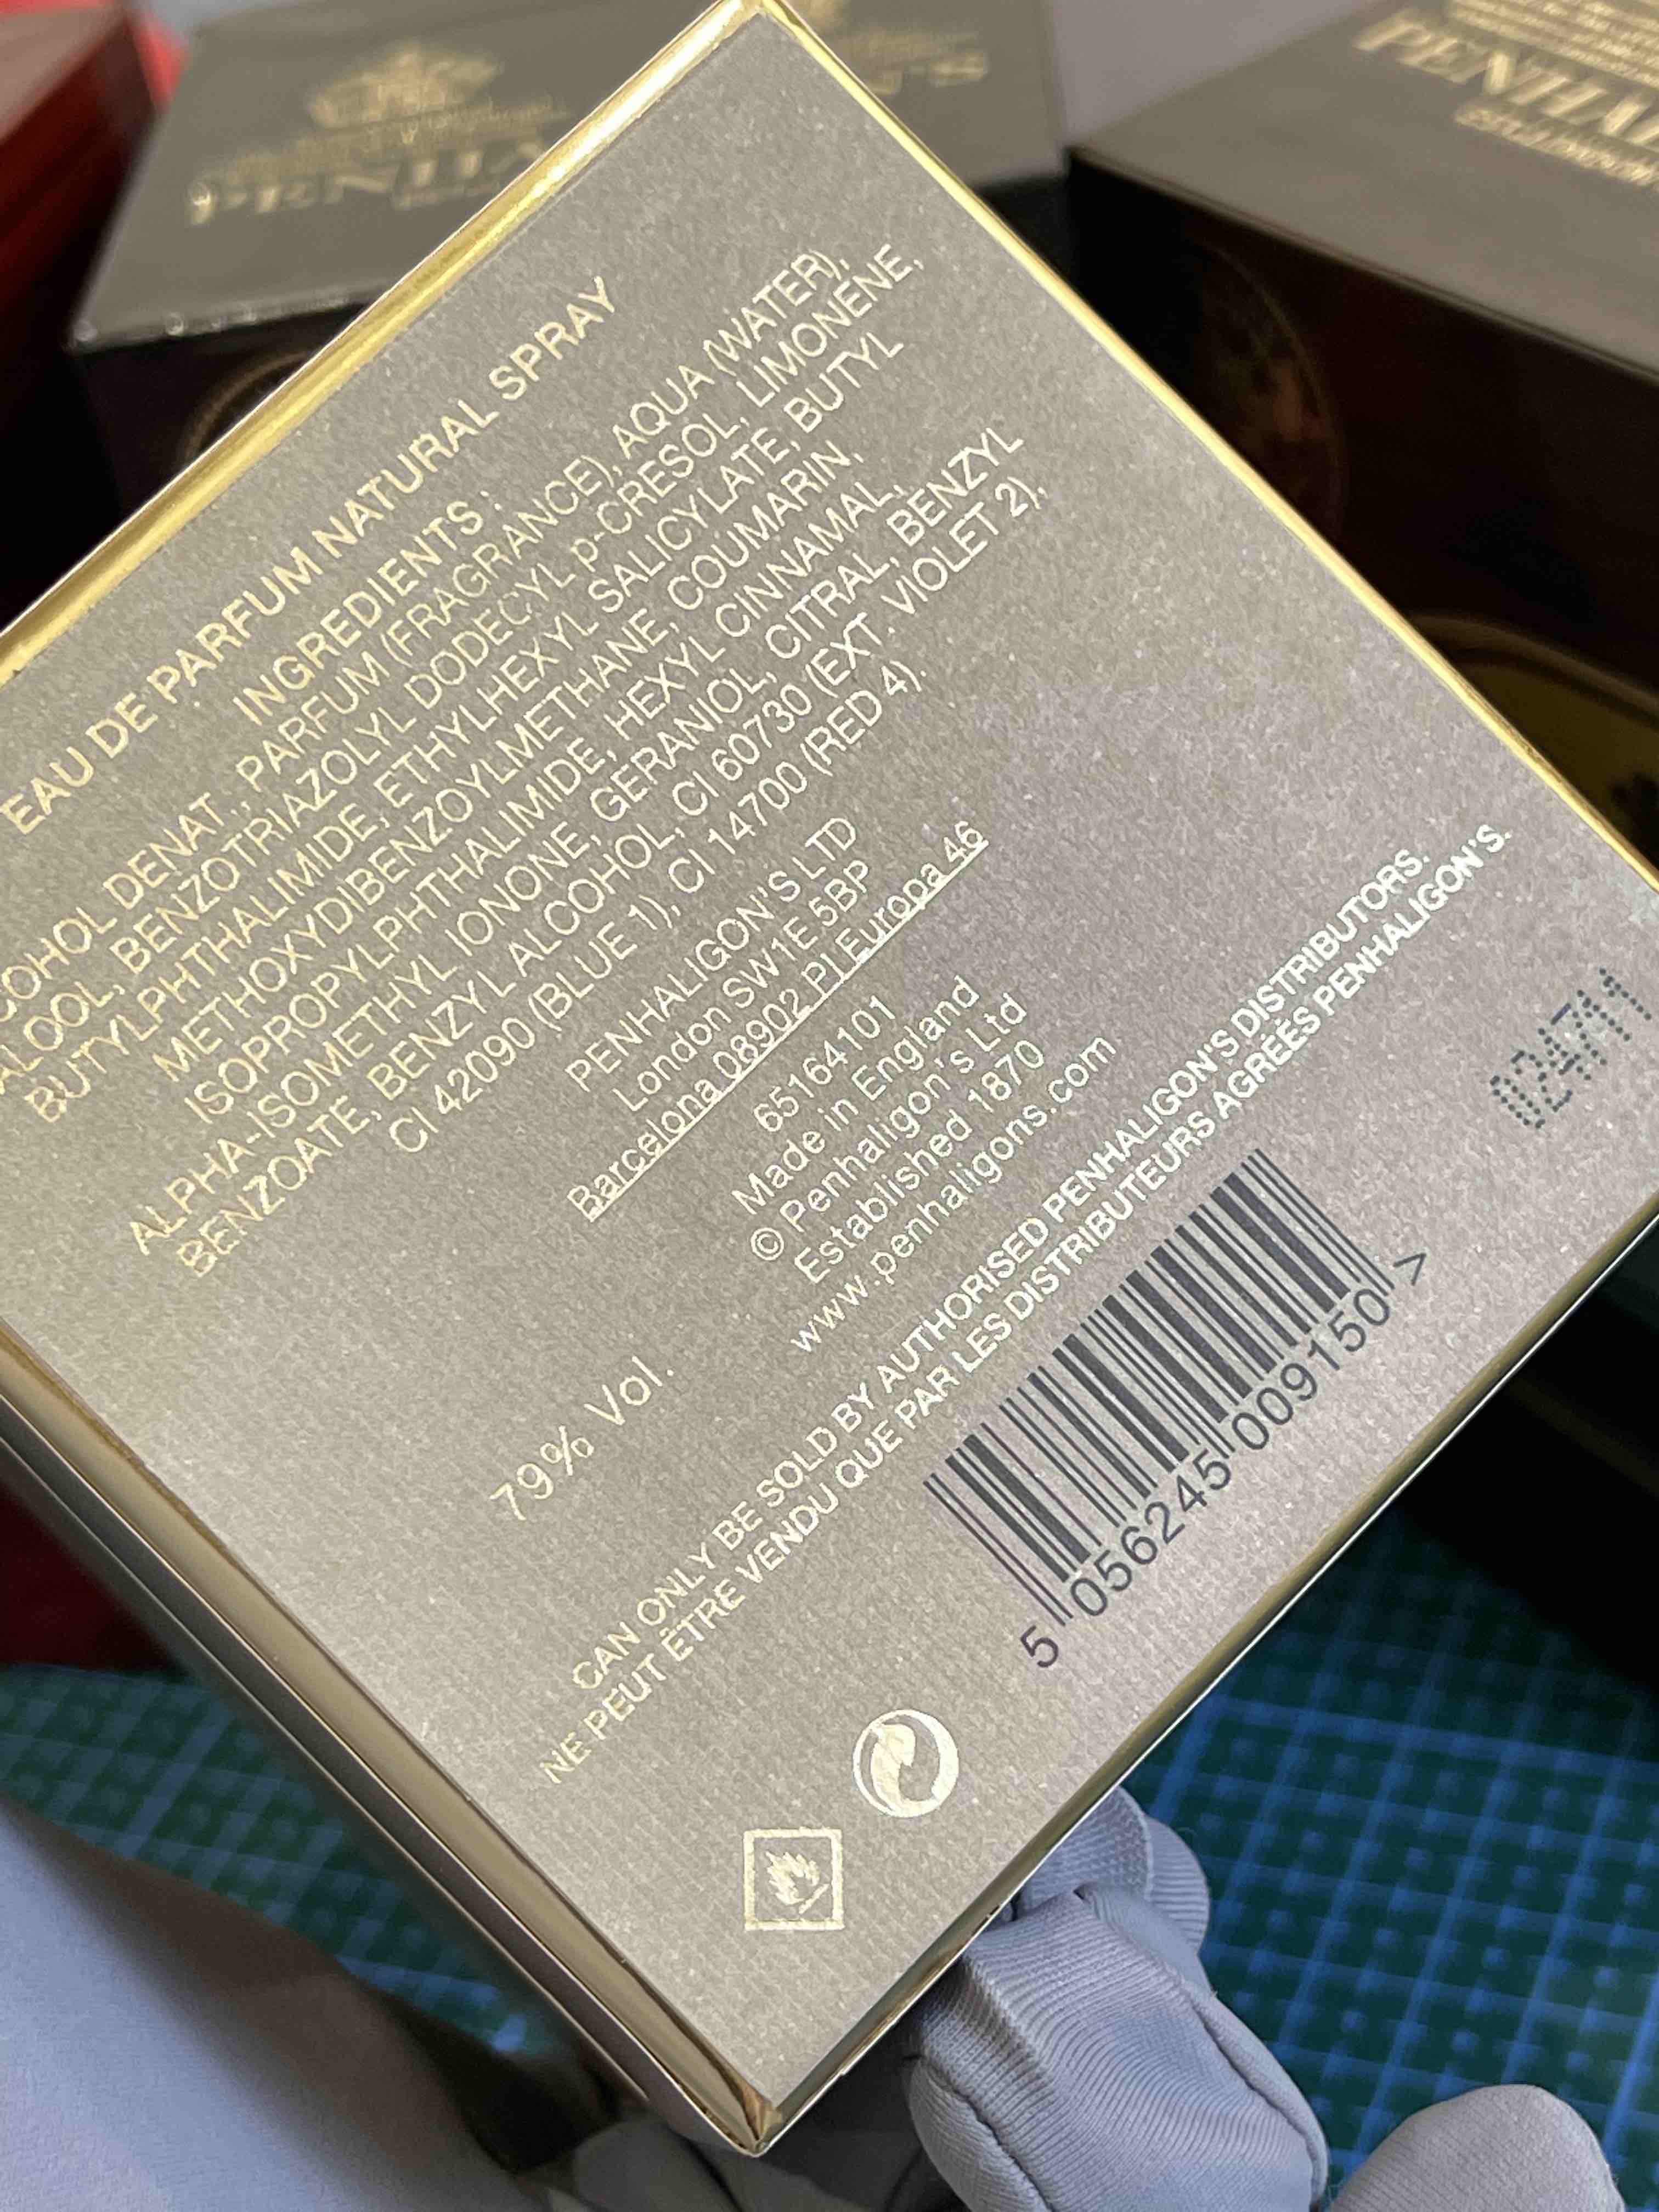 PENHA
EAU DE PARFUM NATURAL SPRAY
INGREDIENTS :
COHOL DENAT., PARFUM (FRAGRANCE), AQUA (WATER),
ALOOL, BENZOTRIAZOLYL DODECYL p-CRESOL, LIMONENE,
BUTYLPHTHALIMIDE, ETHYLHEXYL SALICYLATE, BUTYL
METHOXYDIBENZOYLMETHANE, COUMARIN,
ISOPROPYLPHTHALIMIDE, HEXYL CINNAMAL,
ALPHA-ISOMETHYL IONONE, GERANIOL, CITRAL, BENZYL
BENZOATE, BENZYL ALCOHOL, CI 60730 (EXT. VIOLET 2),
CI 42090 (BLUE 1), CI 14700 (RED 4).
PENHALIGON'S LTD
London SW1E 5BP
Barcelona 08902 Pl Europa 46
65164101
Made in England
© Penhaligon's Ltd
Established 1870
www.penhaligons.com
79% Vol.
CAN ONLY BE SOLD BY AUTHORISED PENHALIGON'S DISTRIBUTORS.
NE PEUT ÊTRE VENDU QUE PAR LES DISTRIBUTEURS AGRÉÉS PENHALIGON'S.
5 056245 009150 >